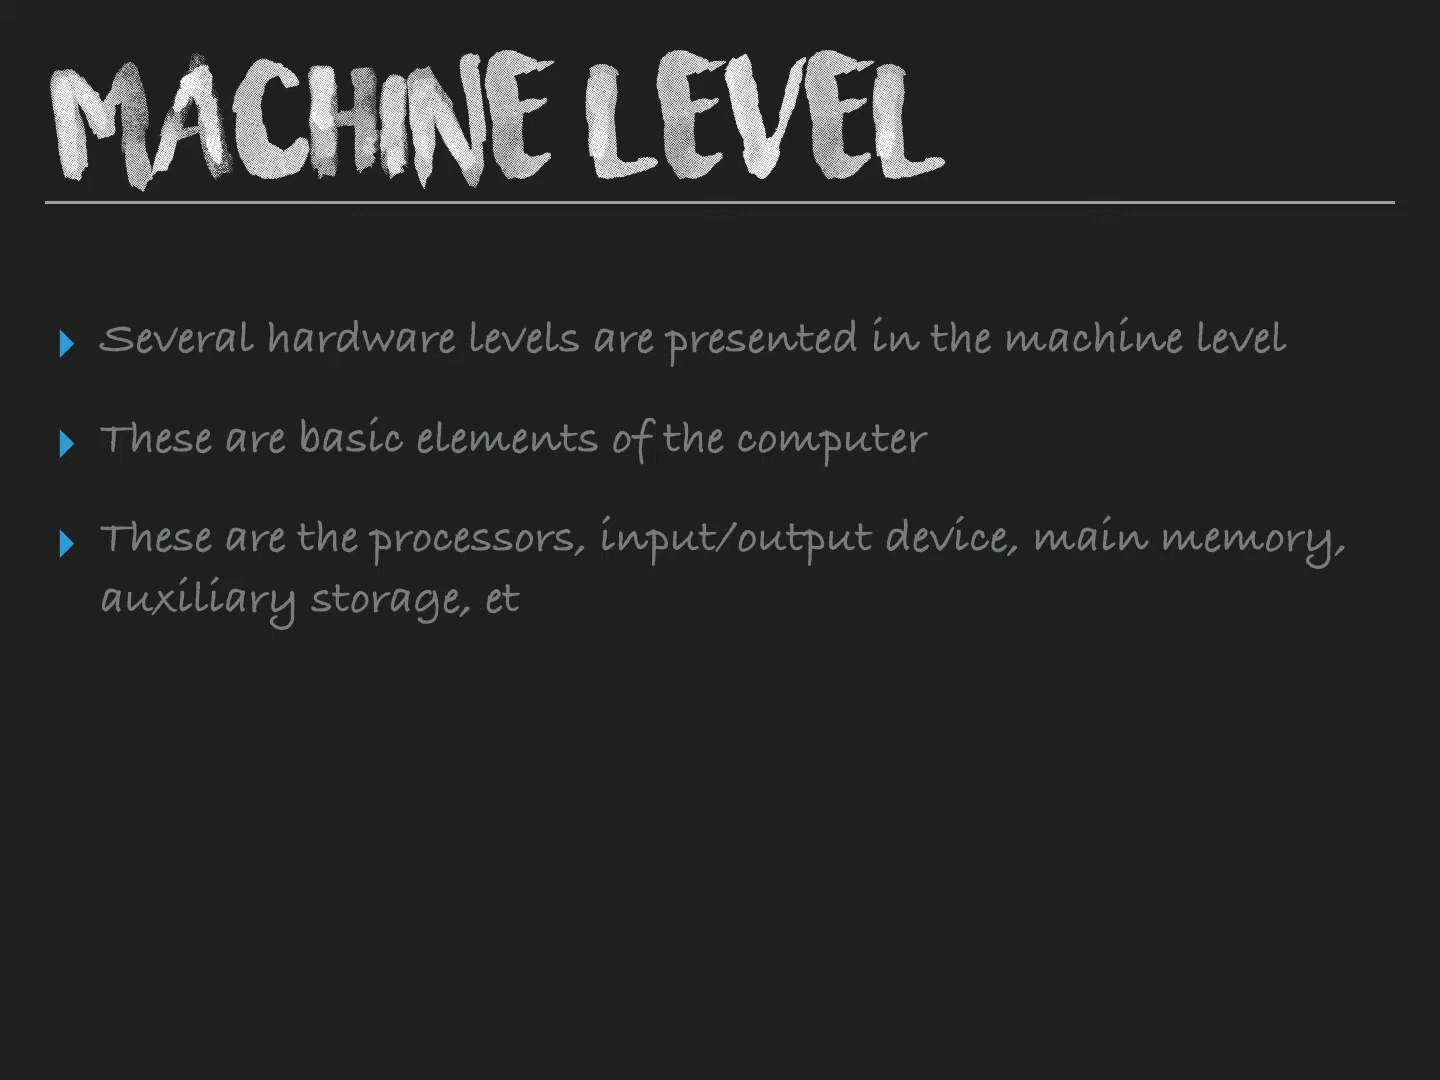 MACHINE LEVEL
Several hardware levels are presented in the machine level
These are basic elements of the computer
These are the processors, input/output device, main memory,
auxiliary storage, et